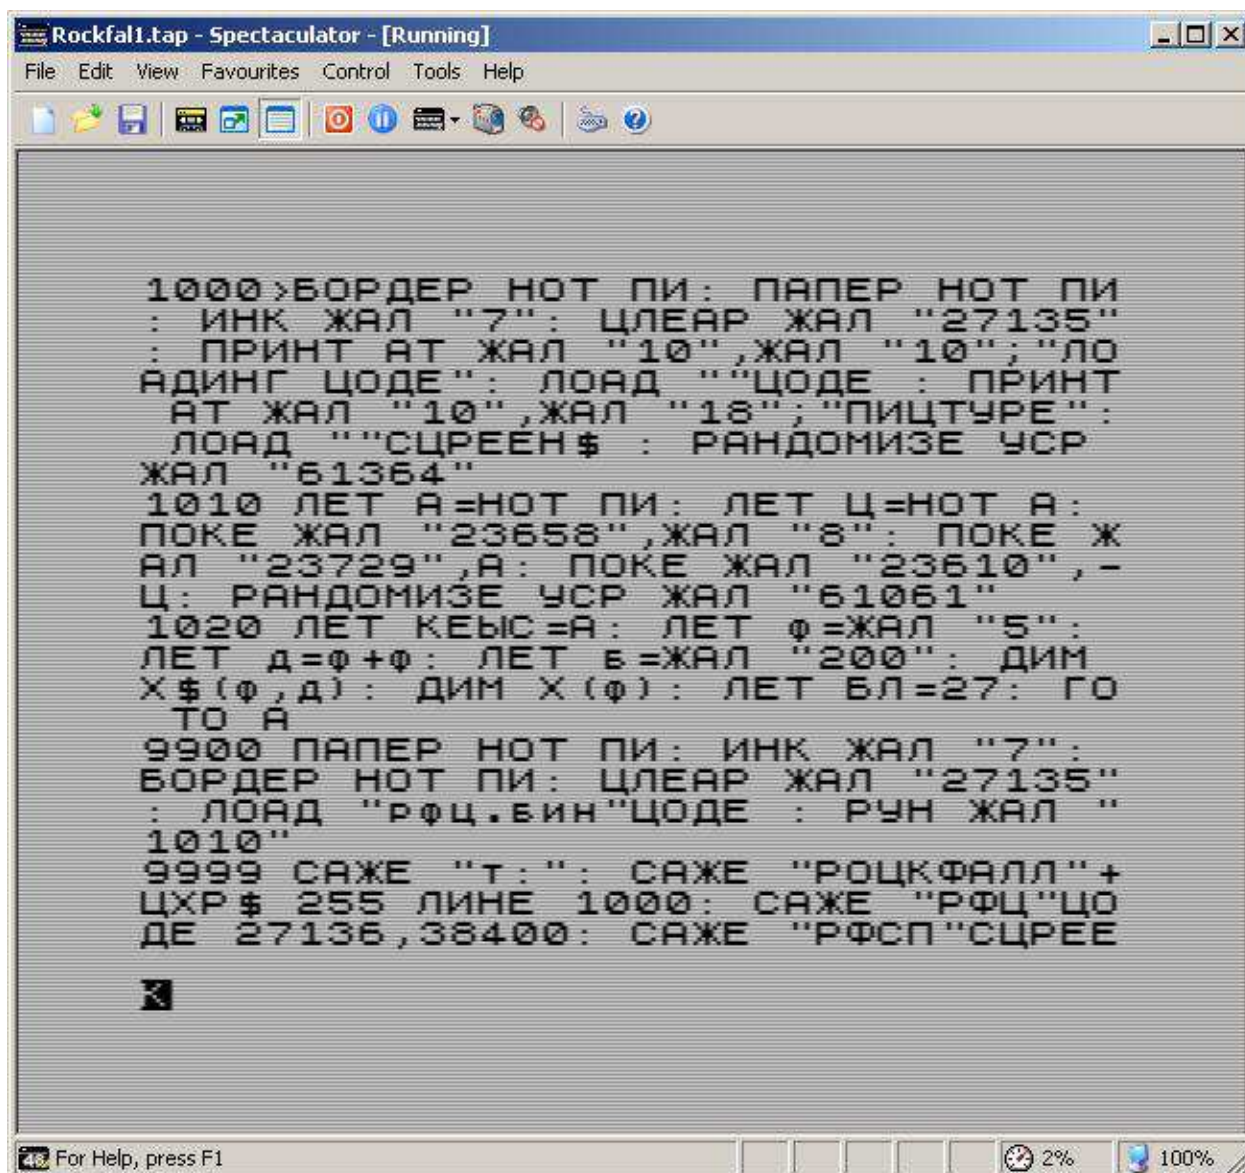 Rockfal1.tap - Spectaculator - [Running]
File Edit View Favourites Control Tools Help
1000>БОРДЕР НОТ ПИ: ПАПЕР НОТ ПИ
: ИНК ЖАЛ "7": ЦЛЕАР ЖАЛ "27135"
: ПРИНТ АТ ЖАЛ "10",ЖАЛ "10";"ЛО
АДИНГ ЦОДЕ": ЛОАД ""ЦОДЕ : ПРИНТ
АТ ЖАЛ "10",ЖАЛ "18";"ПИЦТУРЕ":
ЛОАД ""СЦРЕЕН$ : РАНДОМИЗЕ УСР
ЖАЛ "61364"
1010 ЛЕТ А=НОТ ПИ: ЛЕТ Ц=НОТ А:
ПОКЕ ЖАЛ "23658",ЖАЛ "8": ПОКЕ Ж
АЛ "23729",А: ПОКЕ ЖАЛ "23610",-
Ц: РАНДОМИЗЕ УСР ЖАЛ "61061"
1020 ЛЕТ КЕЫС=А: ЛЕТ ф=ЖАЛ "5":
ЛЕТ д=ф+ф: ЛЕТ б=ЖАЛ "200": ДИМ
Х$(ф,д): ДИМ Х(ф): ЛЕТ БЛ=27: ГО
ТО А
9900 ПАПЕР НОТ ПИ: ИНК ЖАЛ "7":
БОРДЕР НОТ ПИ: ЦЛЕАР ЖАЛ "27135"
: ЛОАД "рфц.бин"ЦОДЕ : РУН ЖАЛ "
1010"
9999 САЖЕ "т:": САЖЕ "РОЦКФАЛЛ"+
ЦХР$ 255 ЛИНЕ 1000: САЖЕ "РФЦ"ЦО
ДЕ 27136,38400: САЖЕ "РФСП"СЦРЕЕ
К
48 For Help, press F1 2% 100%